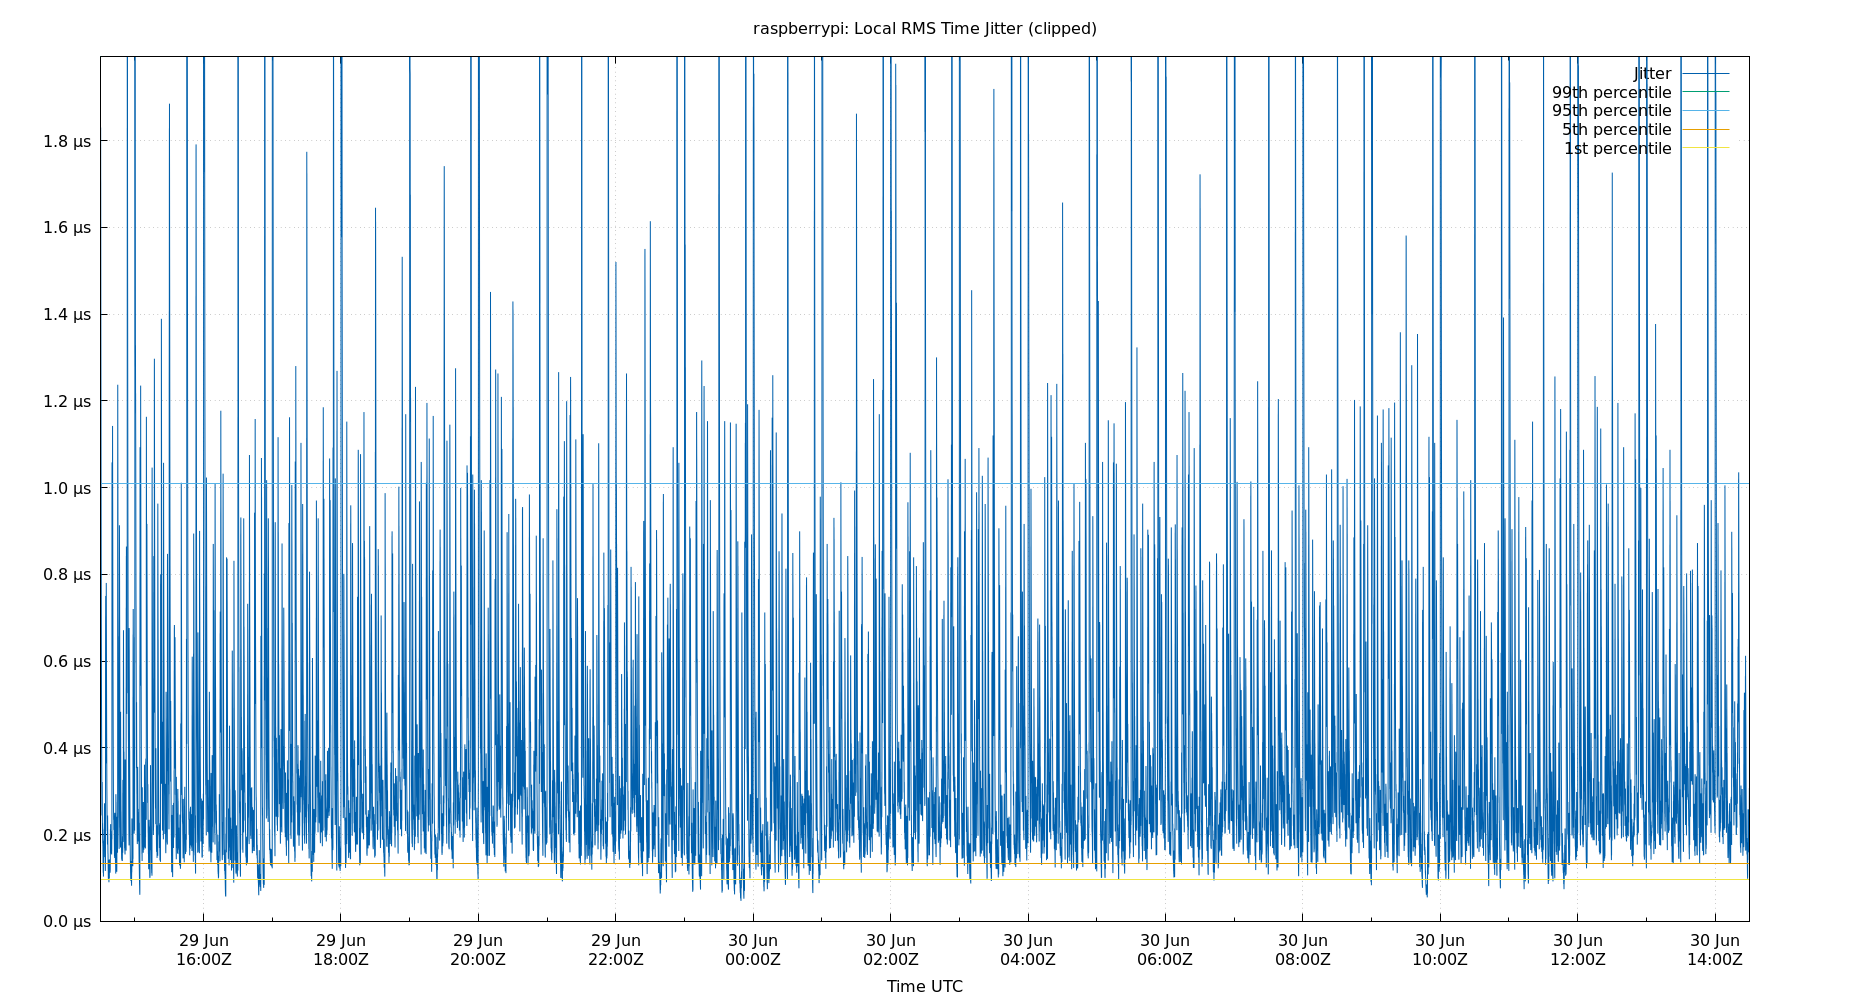 raspberrypi: Local RMS Time Jitter (clipped)
Jitter
99th percentile
95th percentile
5th percentile
1st percentile
1.8 µs
1.6 µs
1.4 µs
1.2 µs
1.0 µs
0.8 µs
0.6 µs
0.4 µs
0.2 µs
0.0 µs
29 Jun 29 Jun 29 Jun 29 Jun 30 Jun 30 Jun 30 Jun 30 Jun 30 Jun 30 Jun 30 Jun 30 Jun
16:00Z 18:00Z 20:00Z 22:00Z 00:00Z 02:00Z 04:00Z 06:00Z 08:00Z 10:00Z 12:00Z 14:00Z
Time UTC